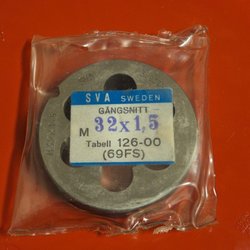 SVA SWEDEN
GÄNGSNITT
M 32x1,5
Tabell 126-00
(69FS)